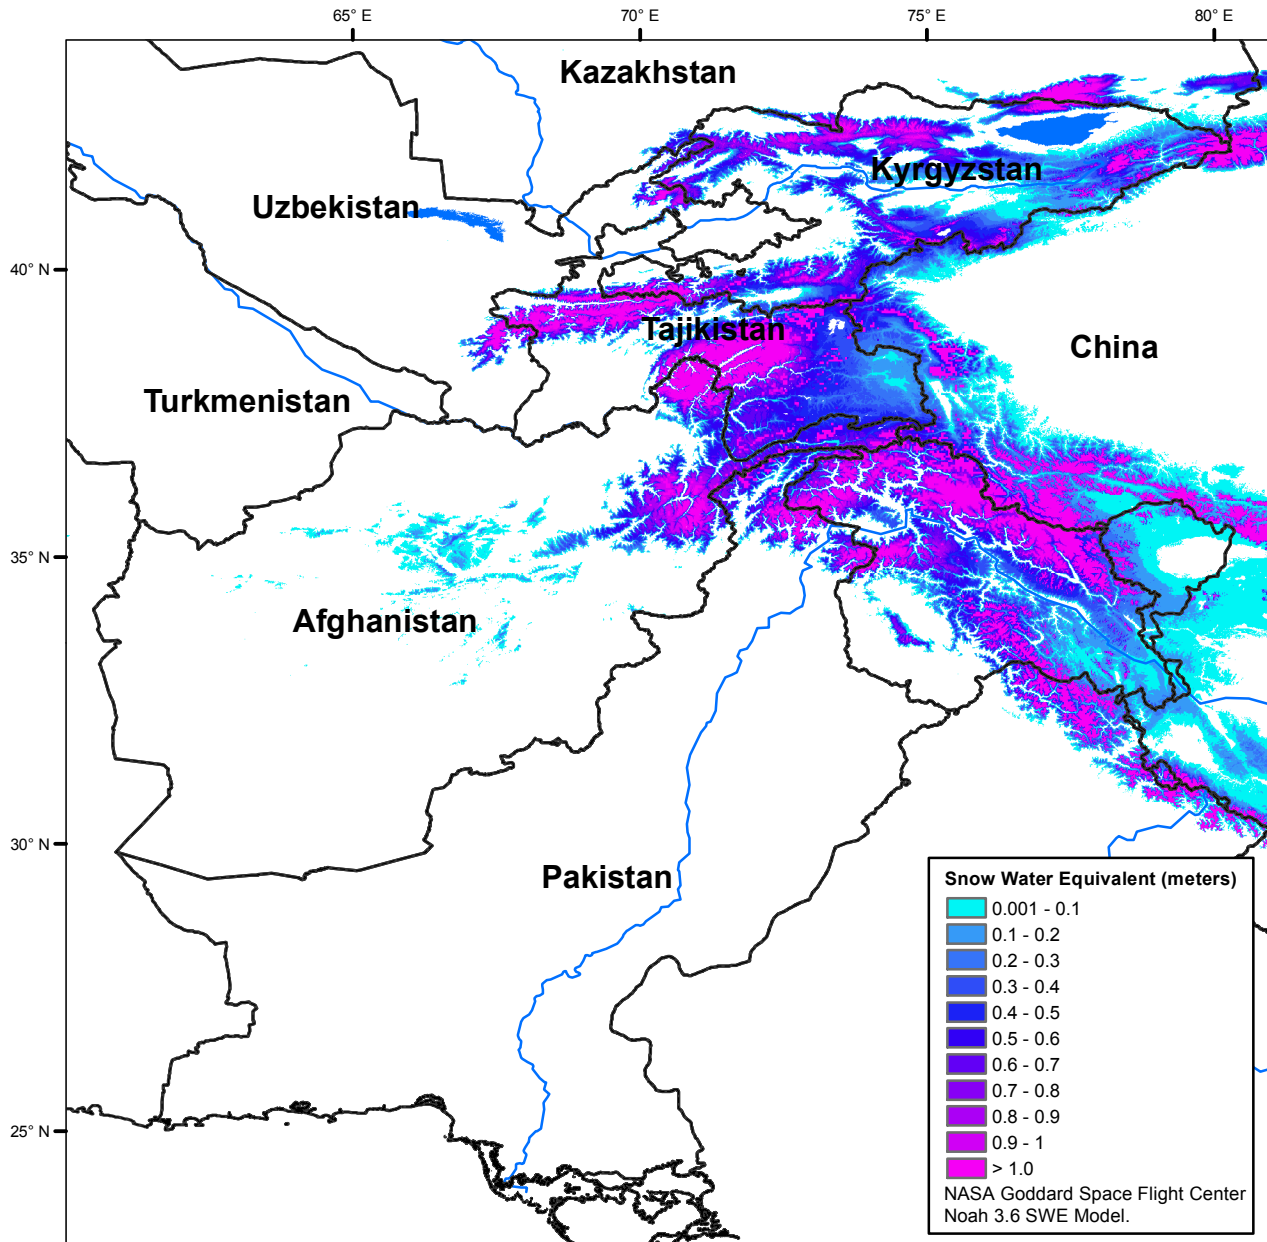 65° E
70° E
75° E
80° E
Kazakhstan
Kyrgyzstan
Uzbekistan
40° N
Tajikistan
China
Turkmenistan
35° N
Afghanistan
30° N
Pakistan
25° N
Snow Water Equivalent (meters)
0.001 - 0.1
0.1 - 0.2
0.2 - 0.3
0.3 - 0.4
0.4 - 0.5
0.5 - 0.6
0.6 - 0.7
0.7 - 0.8
0.8 - 0.9
0.9 - 1
> 1.0
NASA Goddard Space Flight Center
Noah 3.6 SWE Model.